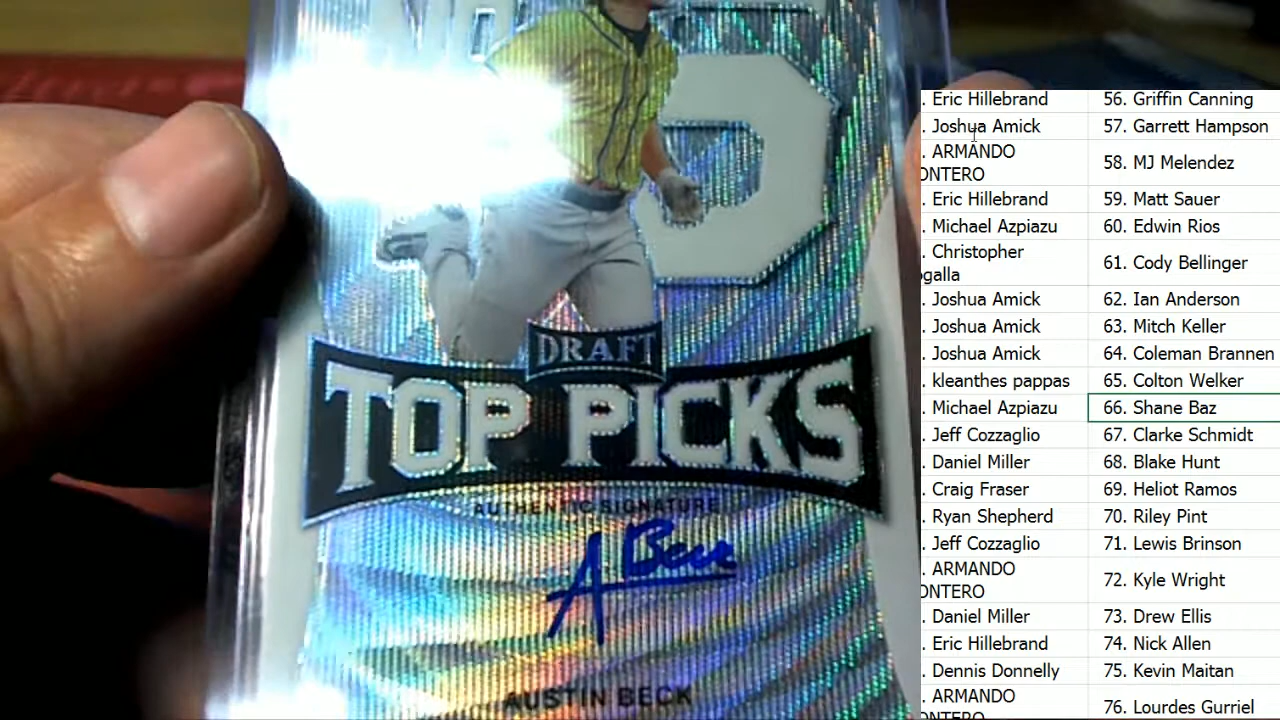 DRAFT
TOP PICKS
AUTHENTIC SIGNATURE
A Beck
AUSTIN BECK
. Eric Hillebrand 56. Griffin Canning
. Joshua Amick 57. Garrett Hampson
. ARMANDO
ONTERO 58. MJ Melendez
. Eric Hillebrand 59. Matt Sauer
. Michael Azpiazu 60. Edwin Rios
. Christopher
ogalla 61. Cody Bellinger
. Joshua Amick 62. Ian Anderson
. Joshua Amick 63. Mitch Keller
. Joshua Amick 64. Coleman Brannen
. kleanthes pappas 65. Colton Welker
. Michael Azpiazu 66. Shane Baz
. Jeff Cozzaglio 67. Clarke Schmidt
. Daniel Miller 68. Blake Hunt
. Craig Fraser 69. Heliot Ramos
. Ryan Shepherd 70. Riley Pint
. Jeff Cozzaglio 71. Lewis Brinson
. ARMANDO
ONTERO 72. Kyle Wright
. Daniel Miller 73. Drew Ellis
. Eric Hillebrand 74. Nick Allen
. Dennis Donnelly 75. Kevin Maitan
. ARMANDO
ONTERO 76. Lourdes Gurriel